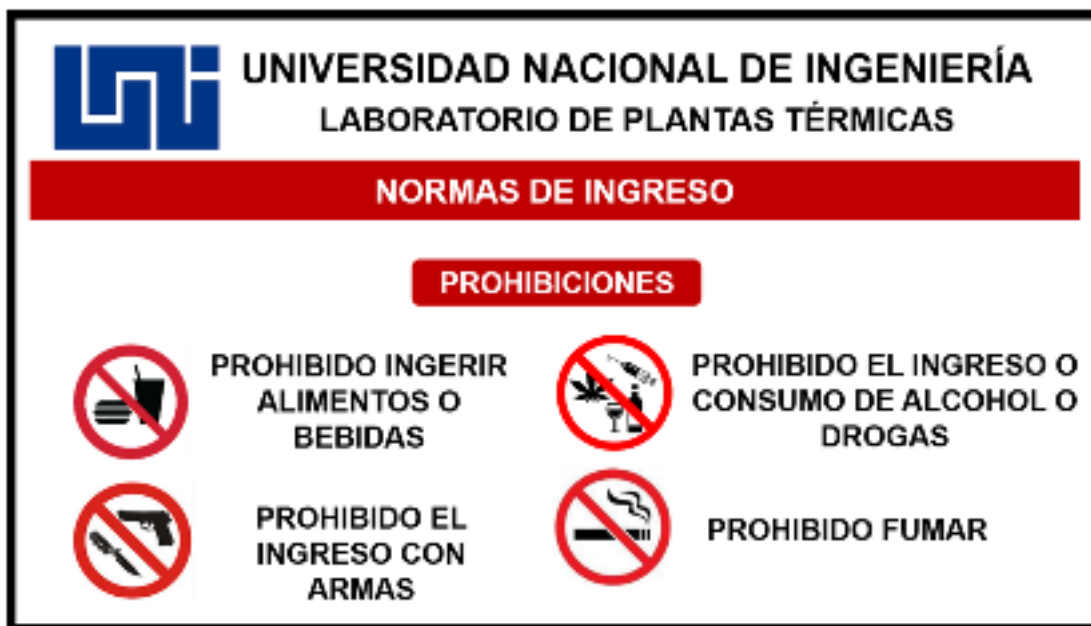 UNIVERSIDAD NACIONAL DE INGENIERÍA
LABORATORIO DE PLANTAS TÉRMICAS
NORMAS DE INGRESO
PROHIBICIONES
PROHIBIDO INGERIR
ALIMENTOS O
BEBIDAS
PROHIBIDO EL INGRESO O
CONSUMO DE ALCOHOL O
DROGAS
PROHIBIDO EL
INGRESO CON
ARMAS
PROHIBIDO FUMAR